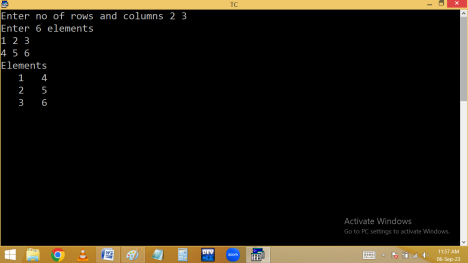 TC
Enter no of rows and columns 2 3
Enter 6 elements
1 2 3
4 5 6
Elements
1 4
2 5
3 6
Activate Windows
Go to PC settings to activate Windows.
11:37 AM
06-Sep-23